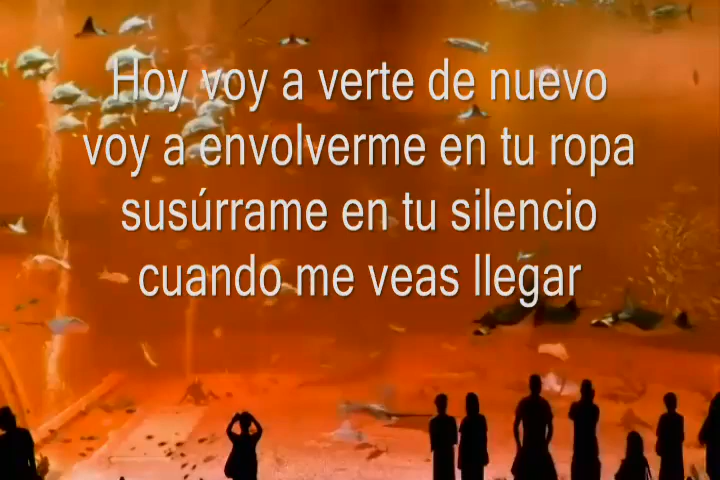 Hoy voy a verte de nuevo
voy a envolverme en tu ropa
susúrrame en tu silencio
cuando me veas llegar